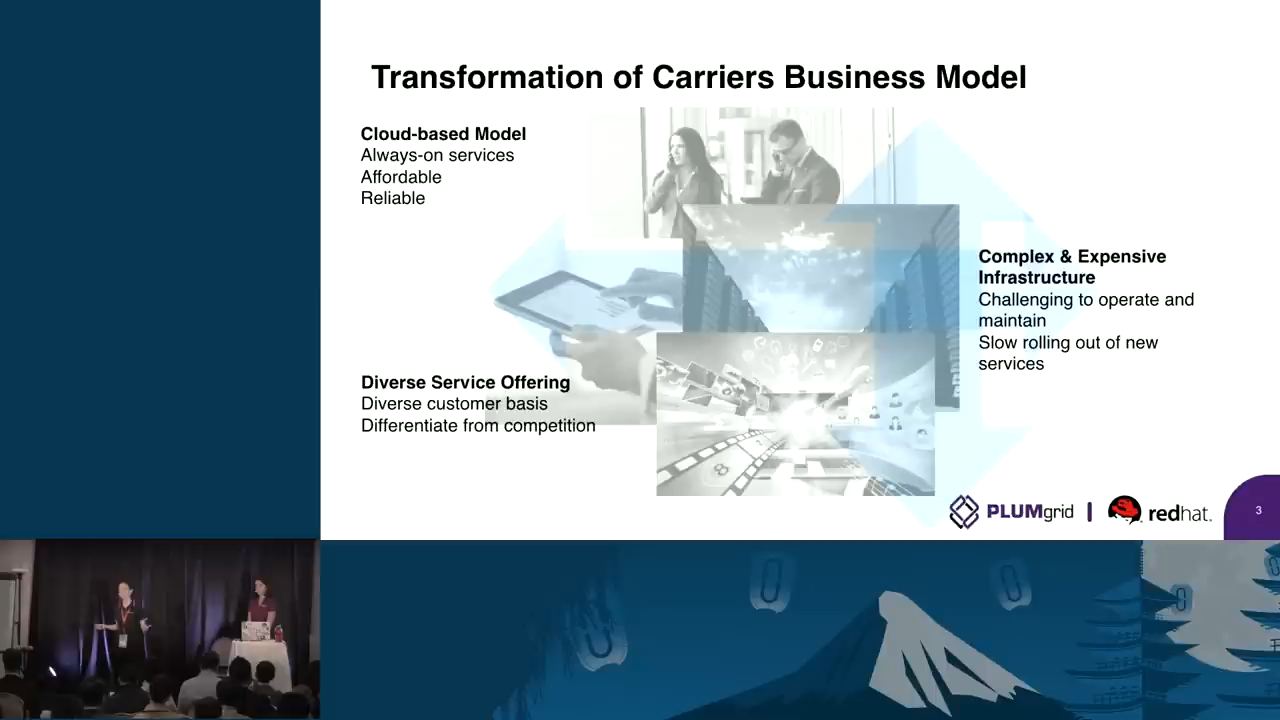 Transformation of Carriers Business Model
Cloud-based Model
Always-on services
Affordable
Reliable
Complex & Expensive
Infrastructure
Challenging to operate and
maintain
Slow rolling out of new
services
Diverse Service Offering
Diverse customer basis
Differentiate from competition
8
PLUMgrid | redhat.
3